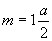 m = 1 a/2